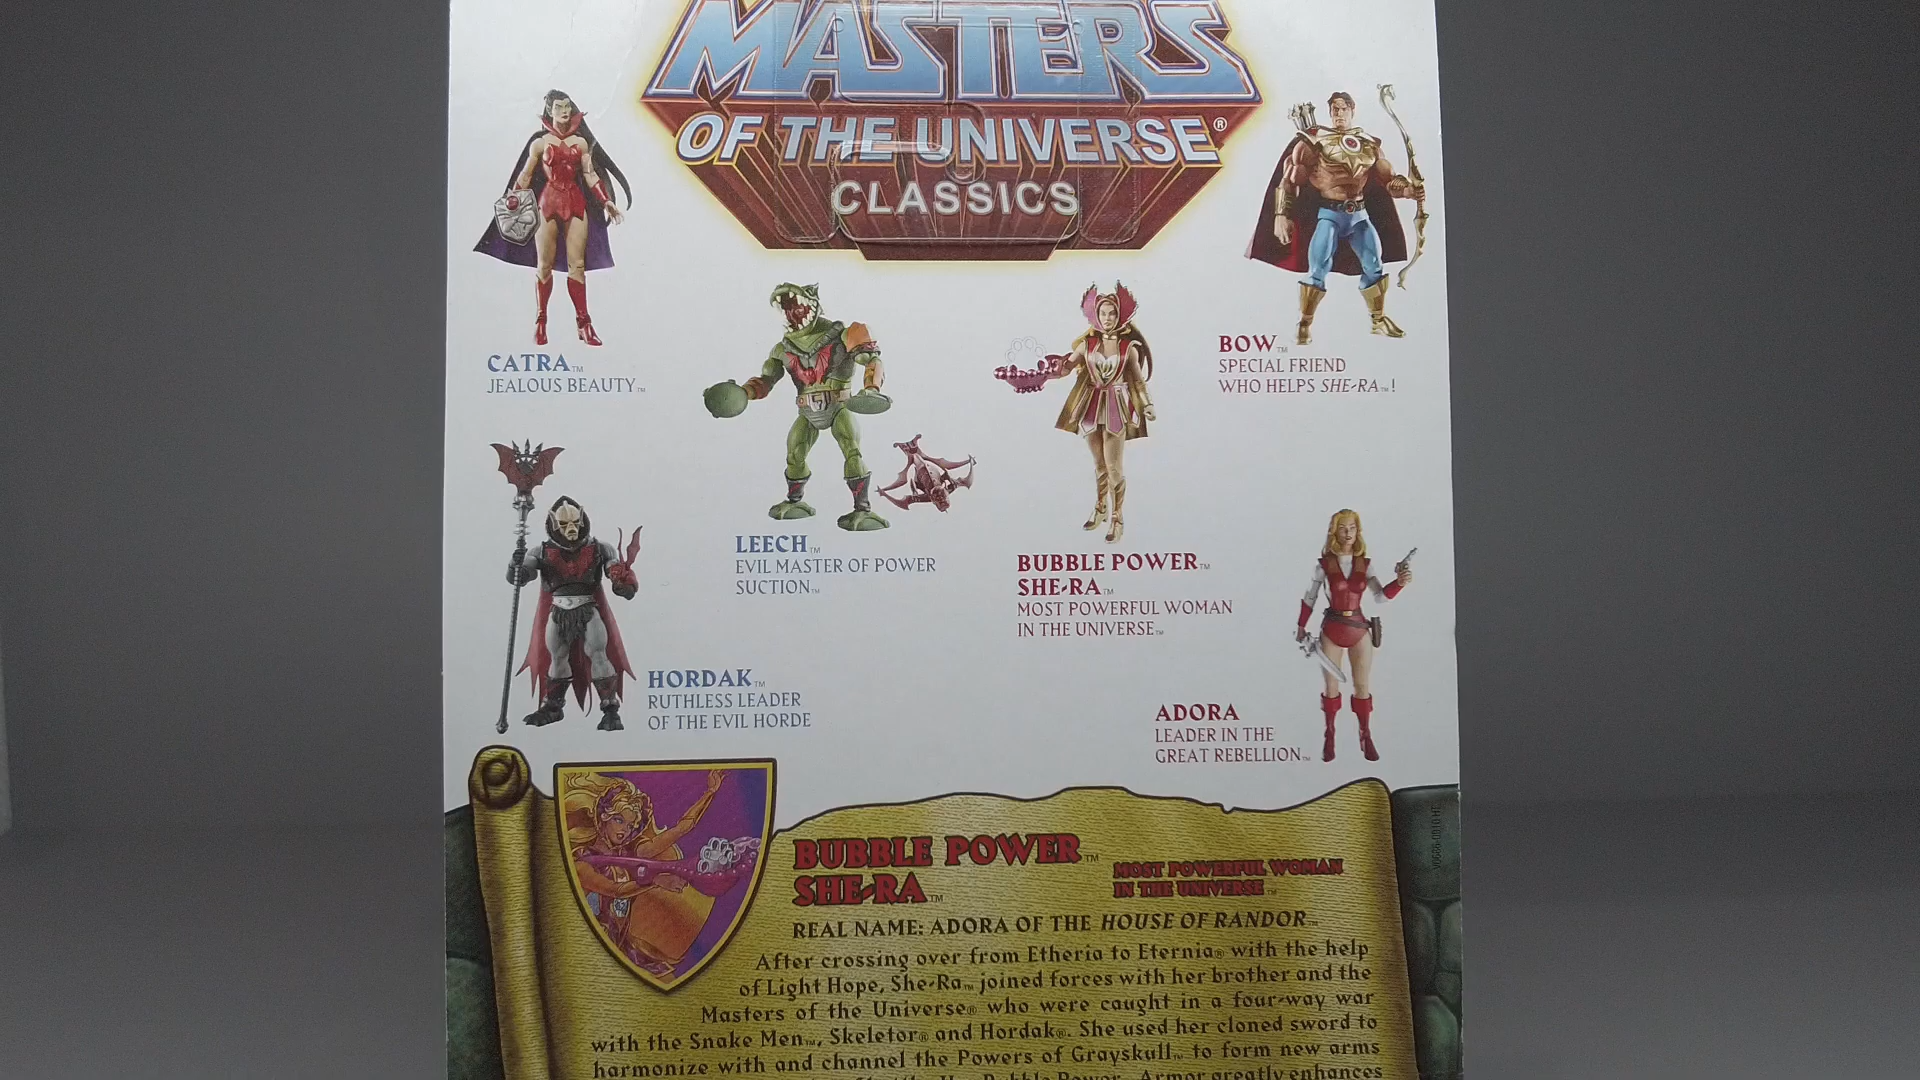 MASTERS
OF THE UNIVERSE®
CLASSICS
CATRA™
JEALOUS BEAUTY™
BOW™
SPECIAL FRIEND
WHO HELPS SHE-RA™!
LEECH™
EVIL MASTER OF POWER
SUCTION™
BUBBLE POWER™
SHE-RA™
MOST POWERFUL WOMAN
IN THE UNIVERSE™
HORDAK™
RUTHLESS LEADER
OF THE EVIL HORDE
ADORA
LEADER IN THE
GREAT REBELLION™
BUBBLE POWER™
SHE-RA™
MOST POWERFUL WOMAN
IN THE UNIVERSE™
REAL NAME: ADORA OF THE HOUSE OF RANDOR™
After crossing over from Etheria to Eternia® with the help
of Light Hope, She-Ra™ joined forces with her brother and the
Masters of the Universe® who were caught in a four-way war
with the Snake Men™, Skeletor® and Hordak®. She used her cloned sword to
harmonize with and channel the Powers of Grayskull™ to form new arms
Bubble Power™ Armor greatly enhances